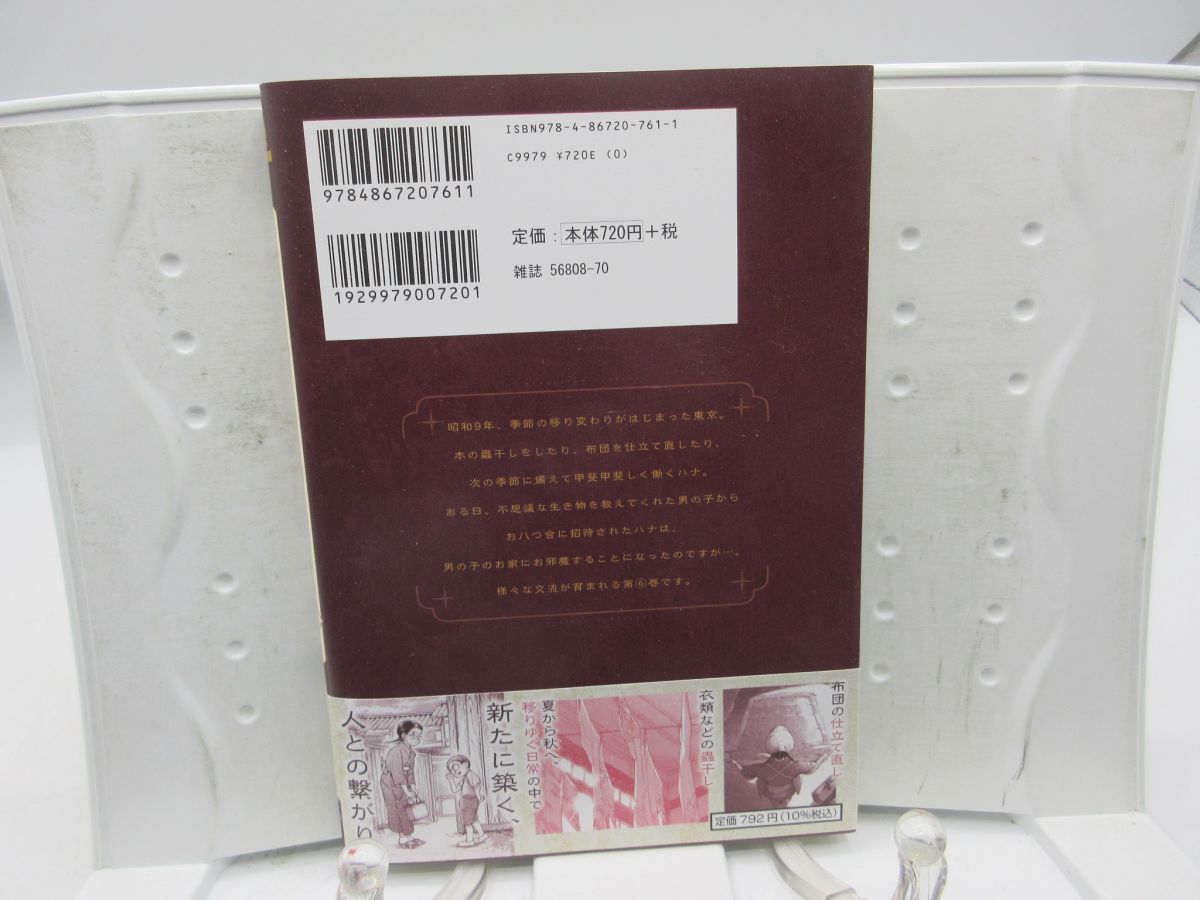 ISBN978-4-86720-761-1
C9979 ¥720E (0)
9784867207611
定価：本体720円＋税
雑誌 56808-70
1929979007201
昭和9年、季節の移り変わりがはじまった東京。
本の蟲干しをしたり、布団を仕立て直したり、
次の季節に備えて甲斐甲斐しく働くハナ。
ある日、不思議な生き物を教えてくれた男の子から
お八つ会に招待されたハナは、
男の子のお家にお邪魔することになったのですが…。
様々な交流が育まれる第⑥巻です。
布団の仕立て直し
衣類などの蟲干し
夏から秋へ、
移りゆく日常の中で
新たに築く、
人との繋がり
定価 792円（10%税込）